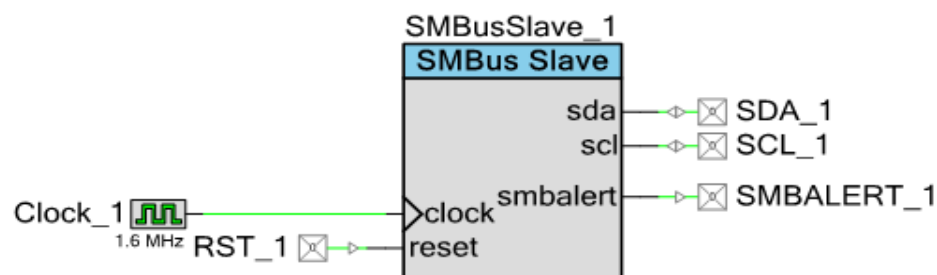 SMBusSlave_1
SMBus Slave
sda
SDA_1
scl
SCL_1
smbalert
SMBALERT_1
Clock_1
1.6 MHz
clock
RST_1
reset